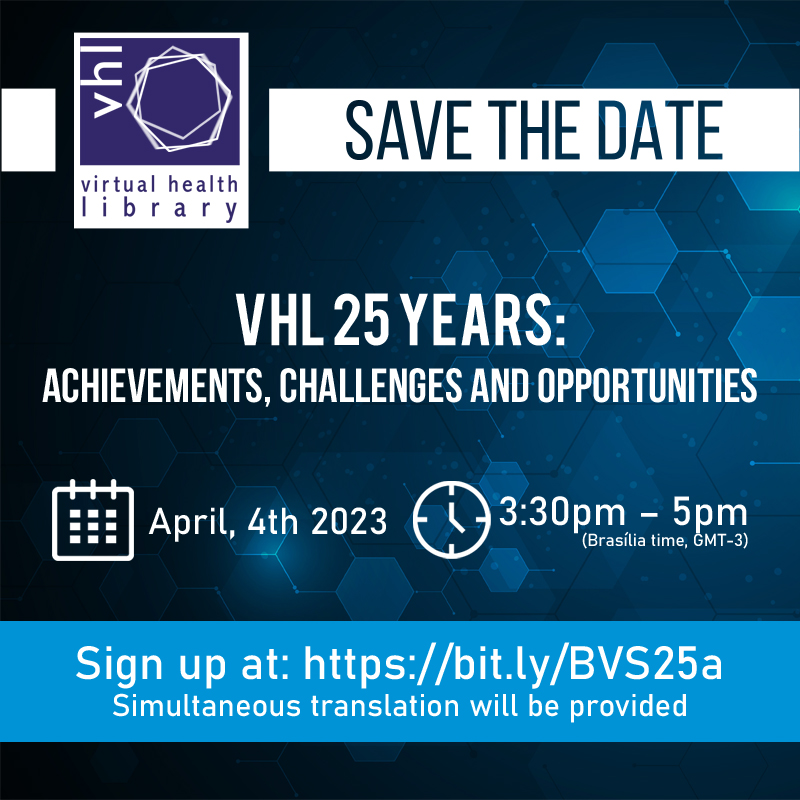 vhl
virtual health
library
SAVE THE DATE
VHL 25 YEARS:
ACHIEVEMENTS, CHALLENGES AND OPPORTUNITIES
April, 4th 2023
3:30pm – 5pm
(Brasília time, GMT-3)
Sign up at: https://bit.ly/BVS25a
Simultaneous translation will be provided